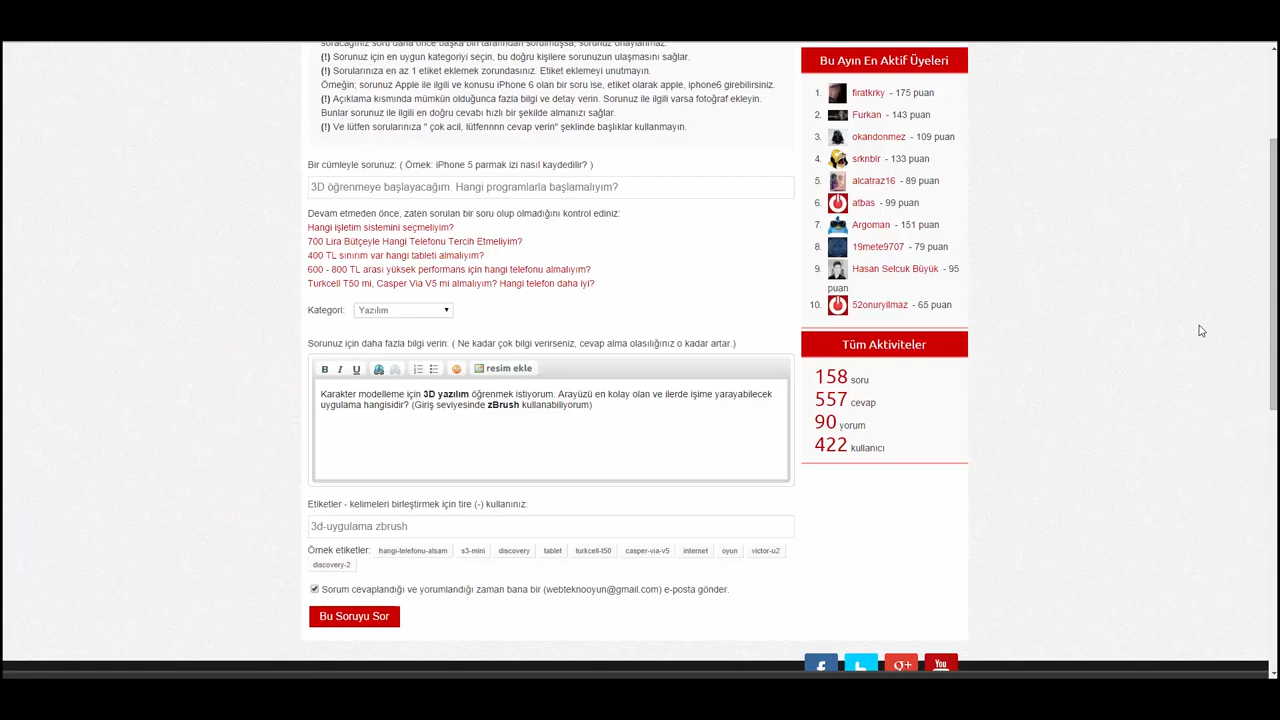 soracağınız soru daha önce başka biri tarafından sorulmuşsa, sorunuz onaylanmaz.
(!) Sorunuz için en uygun kategoriyi seçin, bu doğru kişilere sorunuzun ulaşmasını sağlar.
(!) Sorularınıza en az 1 etiket eklemek zorundasınız. Etiket eklemeyi unutmayın.
Örneğin; sorunuz Apple ile ilgili ve konusu iPhone 6 olan bir soru ise, etiket olarak apple, iphone6 girebilirsiniz.
(!) Açıklama kısmında mümkün olduğunca fazla bilgi ve detay verin. Sorunuz ile ilgili varsa fotoğraf ekleyin.
Bunlar sorunuz ile ilgili en doğru cevabı hızlı bir şekilde almanızı sağlar.
(!) Ve lütfen sorularınıza " çok acil, lütfennnn cevap verin" şeklinde başlıklar kullanmayın.
Bir cümleyle sorunuz: ( Örnek: iPhone 5 parmak izi nasıl kaydedilir? )
3D öğrenmeye başlayacağım. Hangi programlarla başlamalıyım?
Devam etmeden önce, zaten sorulan bir soru olup olmadığını kontrol ediniz:
Hangi işletim sistemini seçmeliyim?
700 Lira Bütçeyle Hangi Telefonu Tercih Etmeliyim?
400 TL sınırım var hangi tableti almalıyım?
600 - 800 TL arası yüksek performans için hangi telefonu almalıyım?
Turkcell T50 mi, Casper Via V5 mi almalıyım? Hangi telefon daha iyi?
Kategori: Yazılım
Sorunuz için daha fazla bilgi verin: ( Ne kadar çok bilgi verirseniz, cevap alma olasılığınız o kadar artar.)
B I U resim ekle
Karakter modelleme için 3D yazılım öğrenmek istiyorum. Arayüzü en kolay olan ve ilerde işime yarayabilecek
uygulama hangisidir? (Giriş seviyesinde zBrush kullanabiliyorum)
Etiketler - kelimeleri birleştirmek için tire (-) kullanınız:
3d-uygulama zbrush
Örnek etiketler: hangi-telefonu-alsam s3-mini discovery tablet turkcell-t50 casper-via-v5 internet oyun victor-u2
discovery-2
Sorum cevaplandığı ve yorumlandığı zaman bana bir (webteknooyun@gmail.com) e-posta gönder.
Bu Soruyu Sor
Bu Ayın En Aktif Üyeleri
1. firatkrky - 175 puan
2. Furkan - 143 puan
3. okandonmez - 109 puan
4. srknblr - 133 puan
5. alcatraz16 - 89 puan
6. atbas - 99 puan
7. Argoman - 151 puan
8. 19mete9707 - 79 puan
9. Hasan Selcuk Büyük - 95
puan
10. 52onuryilmaz - 65 puan
Tüm Aktiviteler
158 soru
557 cevap
90 yorum
422 kullanıcı
g+ You